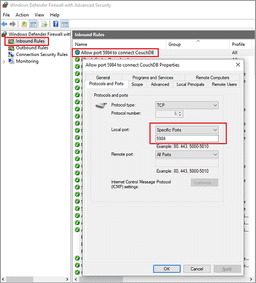 Windows Defender Firewall with Advanced Security
File Action View Help
Windows Defender Firewall with
Inbound Rules
Outbound Rules
Connection Security Rules
Monitoring
Inbound Rules
Name Group Profile
Allow port 5984 to connect CouchDB All
Allow port 5984 to connect CouchDB Properties
General Programs and Services Remote Computers
Protocols and Ports Scope Advanced Local Principals Remote Users
Protocols and ports
Protocol type: TCP
Protocol number: 6
Local port: Specific Ports
5984
Example: 80, 443, 5000-5010
Remote port: All Ports
Example: 80, 443, 5000-5010
Internet Control Message Protocol
(ICMP) settings:
OK Cancel Apply